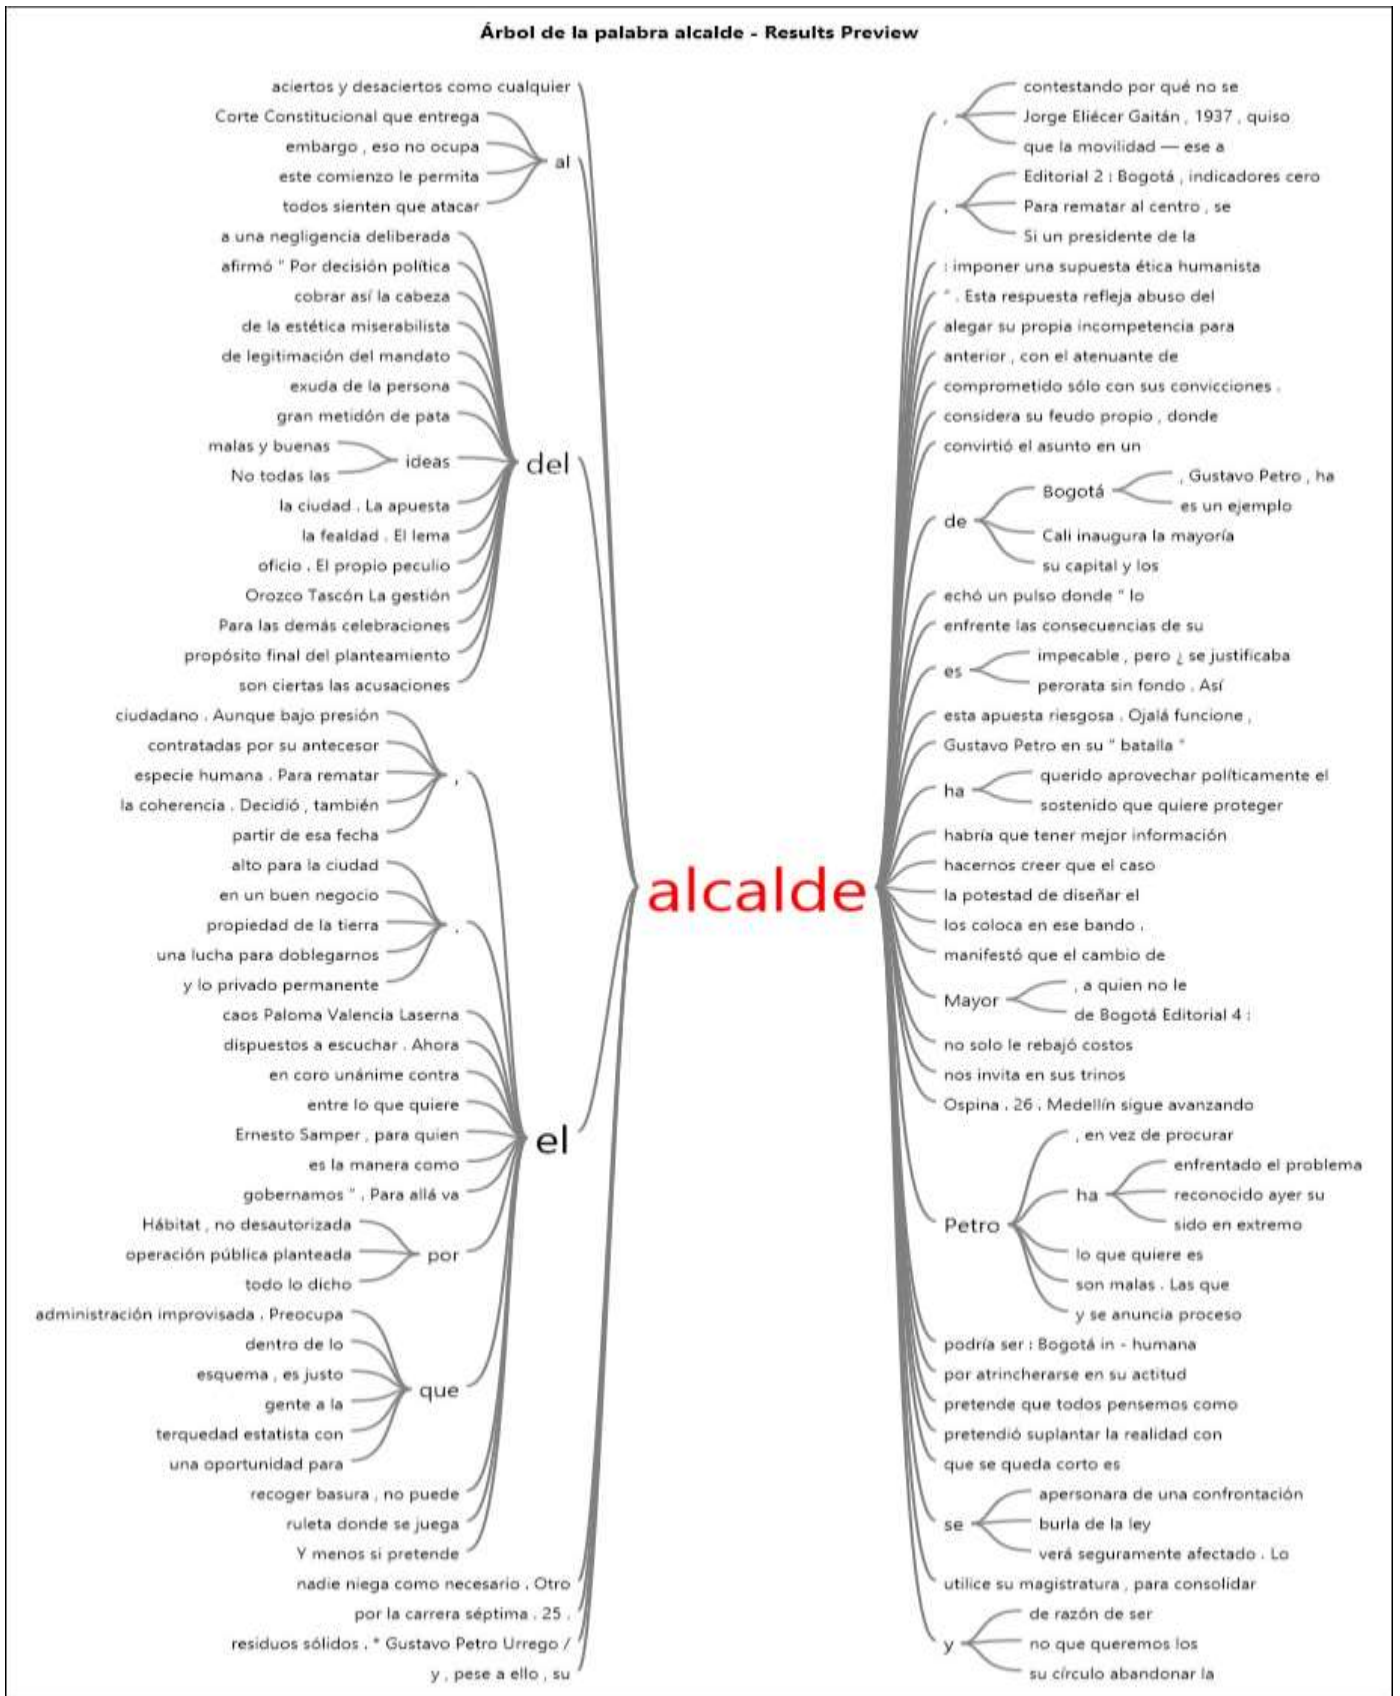 Árbol de la palabra alcalde - Results Preview
aciertos y desaciertos como cualquier
Corte Constitucional que entrega
embargo , eso no ocupa
este comienzo le permita
todos sienten que atacar
al
a una negligencia deliberada
afirmó " Por decisión política
cobrar así la cabeza
de la estética miserabilista
de legitimación del mandato
exuda de la persona
gran metidón de pata
malas y buenas
No todas las
ideas
la ciudad . La apuesta
la fealdad . El lema
oficio . El propio peculio
Orozco Tascón La gestión
Para las demás celebraciones
propósito final del planteamiento
son ciertas las acusaciones
del
ciudadano . Aunque bajo presión
contratadas por su antecesor
especie humana . Para rematar
la coherencia . Decidió , también
partir de esa fecha
,
alto para la ciudad
en un buen negocio
propiedad de la tierra
una lucha para doblegarnos
y lo privado permanente
.
caos Paloma Valencia Laserna
dispuestos a escuchar . Ahora
en coro unánime contra
entre lo que quiere
Ernesto Samper , para quien
es la manera como
gobernamos " . Para allá va
Hábitat , no desautorizada
operación pública planteada
todo lo dicho
por
administración improvisada . Preocupa
dentro de lo
esquema , es justo
gente a la
terquedad estatista con
una oportunidad para
que
recoger basura , no puede
ruleta donde se juega
Y menos si pretende
el
nadie niega como necesario . Otro
por la carrera séptima . 25 .
residuos sólidos . * Gustavo Petro Urrego /
y , pese a ello , su
alcalde
,
contestando por qué no se
Jorge Eliécer Gaitán , 1937 , quiso
que la movilidad — ese a
.
Editorial 2 : Bogotá , indicadores cero
Para rematar al centro , se
Si un presidente de la
: imponer una supuesta ética humanista
" . Esta respuesta refleja abuso del
alegar su propia incompetencia para
anterior , con el atenuante de
comprometido sólo con sus convicciones .
considera su feudo propio , donde
convirtió el asunto en un
de
Bogotá
, Gustavo Petro , ha
es un ejemplo
Cali inaugura la mayoría
su capital y los
echó un pulso donde " lo
enfrente las consecuencias de su
es
impecable , pero ¿ se justificaba
perorata sin fondo . Así
esta apuesta riesgosa . Ojalá funcione ,
Gustavo Petro en su " batalla "
ha
querido aprovechar políticamente el
sostenido que quiere proteger
habría que tener mejor información
hacernos creer que el caso
la potestad de diseñar el
los coloca en ese bando .
manifestó que el cambio de
Mayor
, a quien no le
de Bogotá Editorial 4 :
no solo le rebajó costos
nos invita en sus trinos
Ospina . 26 . Medellín sigue avanzando
Petro
, en vez de procurar
ha
enfrentado el problema
reconocido ayer su
sido en extremo
lo que quiere es
son malas . Las que
y se anuncia proceso
podría ser : Bogotá in - humana
por atrincherarse en su actitud
pretende que todos pensemos como
pretendió suplantar la realidad con
que se queda corto es
se
apersonara de una confrontación
burla de la ley
verá seguramente afectado . Lo
utilice su magistratura , para consolidar
y
de razón de ser
no que queremos los
su círculo abandonar la